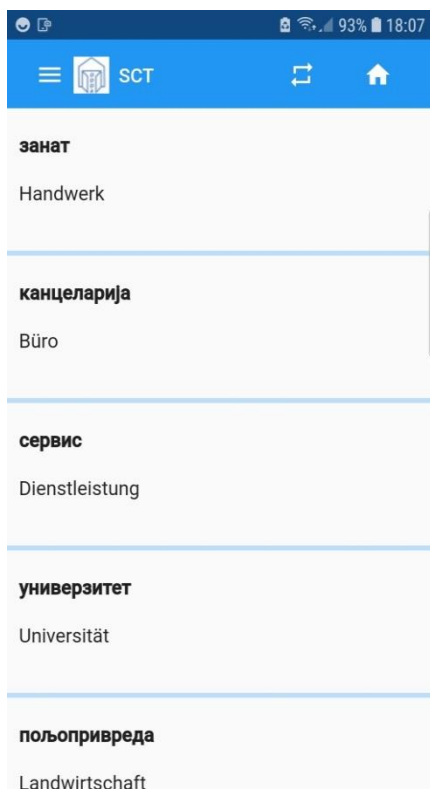 93% 18:07
SCT
занат
Handwerk
канцеларија
Büro
сервис
Dienstleistung
универзитет
Universität
пољопривреда
Landwirtschaft